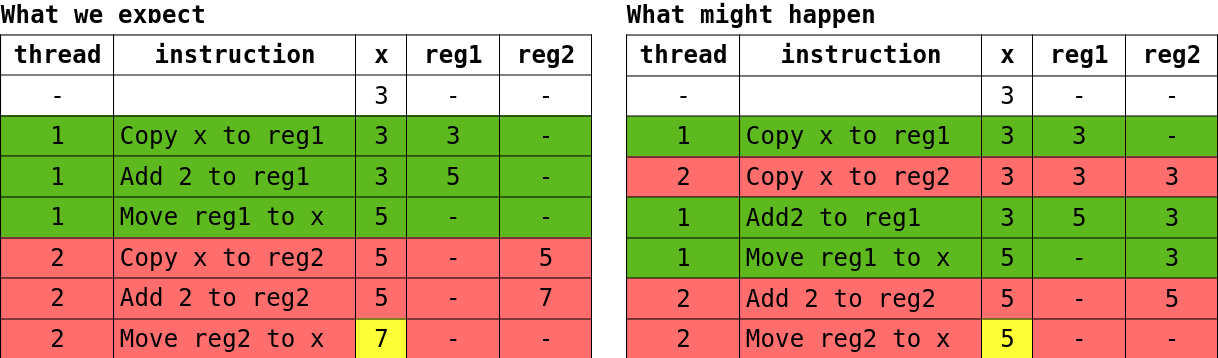 What we expect
thread instruction x reg1 reg2
- 3 - -
1 Copy x to reg1 3 3 -
1 Add 2 to reg1 3 5 -
1 Move reg1 to x 5 - -
2 Copy x to reg2 5 - 5
2 Add 2 to reg2 5 - 7
2 Move reg2 to x 7 - -
What might happen
thread instruction x reg1 reg2
- 3 - -
1 Copy x to reg1 3 3 -
2 Copy x to reg2 3 3 3
1 Add2 to reg1 3 5 3
1 Move reg1 to x 5 - 3
2 Add 2 to reg2 5 - 5
2 Move reg2 to x 5 - -